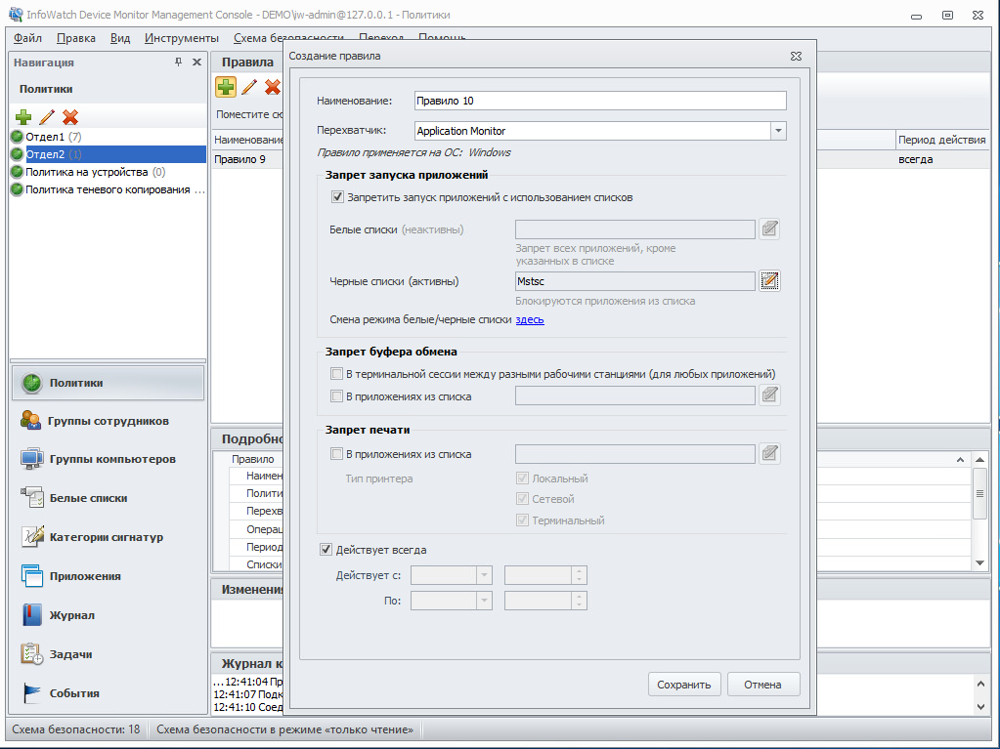 InfoWatch Device Monitor Management Console - DEMO\iw-admin@127.0.0.1 - Политики
Файл Правка Вид Инструменты Схема безопасности Переход Помощь
Навигация
Политики
Отдел1 (7)
Отдел2 (1)
Политика на устройства (0)
Политика теневого копирования ...
Политики
Группы сотрудников
Группы компьютеров
Белые списки
Категории сигнатур
Приложения
Журнал
Задачи
События
Правила
Поместите сю
Наименование
Период действия
Правило 9
всегда
Создание правила
Наименование: Правило 10
Перехватчик: Application Monitor
Правило применяется на ОС: Windows
Запрет запуска приложений
Запретить запуск приложений с использованием списков
Белые списки (неактивны)
Запрет всех приложений, кроме
указанных в списке
Черные списки (активны) Mstsc
Блокируются приложения из списка
Смена режима белые/черные списки здесь
Запрет буфера обмена
В терминальной сессии между разными рабочими станциями (для любых приложений)
В приложениях из списка
Запрет печати
В приложениях из списка
Тип принтера
Локальный
Сетевой
Терминальный
Действует всегда
Действует с:
По:
Сохранить Отмена
Подробно
Правило
Наимен
Полити
Перехв
Операц
Период
Списки
Изменения
Журнал к
...12:41:04 Пр
12:41:07 Подк
12:41:10 Соед
Схема безопасности: 18 Схема безопасности в режиме «только чтение»